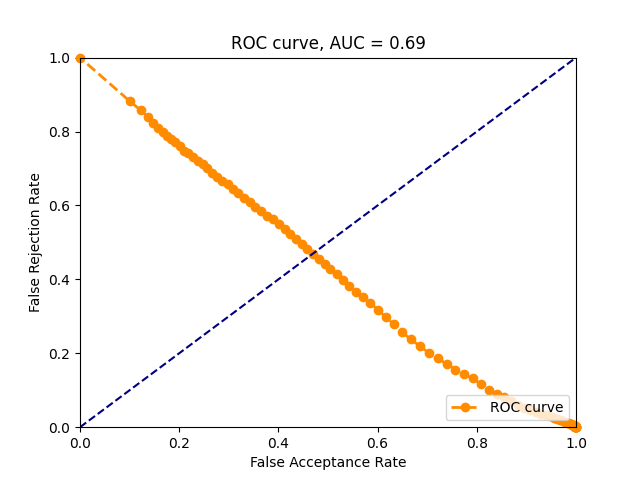 ROC curve, AUC = 0.69
False Rejection Rate
1.0
0.8
0.6
0.4
0.2
0.0
0.0 0.2 0.4 0.6 0.8 1.0
False Acceptance Rate
ROC curve